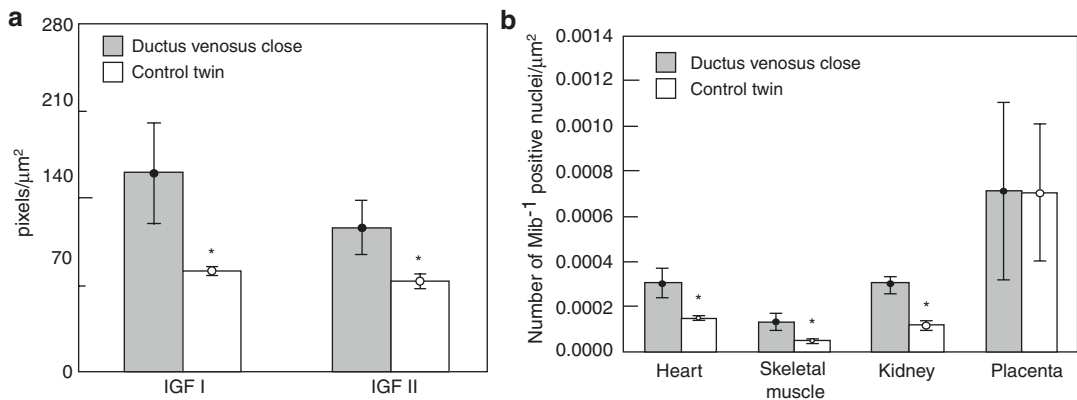 a
280
210
140
70
0
pixels/μm²
Ductus venosus close
Control twin
*
*
IGF I
IGF II
b
0.0014
0.0012
0.0010
0.0008
0.0006
0.0004
0.0002
0.0000
Number of Mib⁻¹ positive nuclei/μm²
Ductus venosus close
Control twin
*
*
*
Heart
Skeletal
muscle
Kidney
Placenta